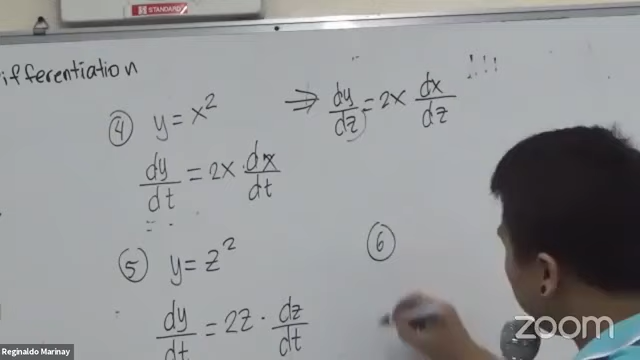 STANDARD
ifferentiation
④ y = x² ⇒ dy/dz = 2x dx/dz !!!
dy/dt = 2x · dx/dt
⑤ y = z² ⑥
dy/dt = 2z · dz/dt
Reginaldo Marinay
zoom